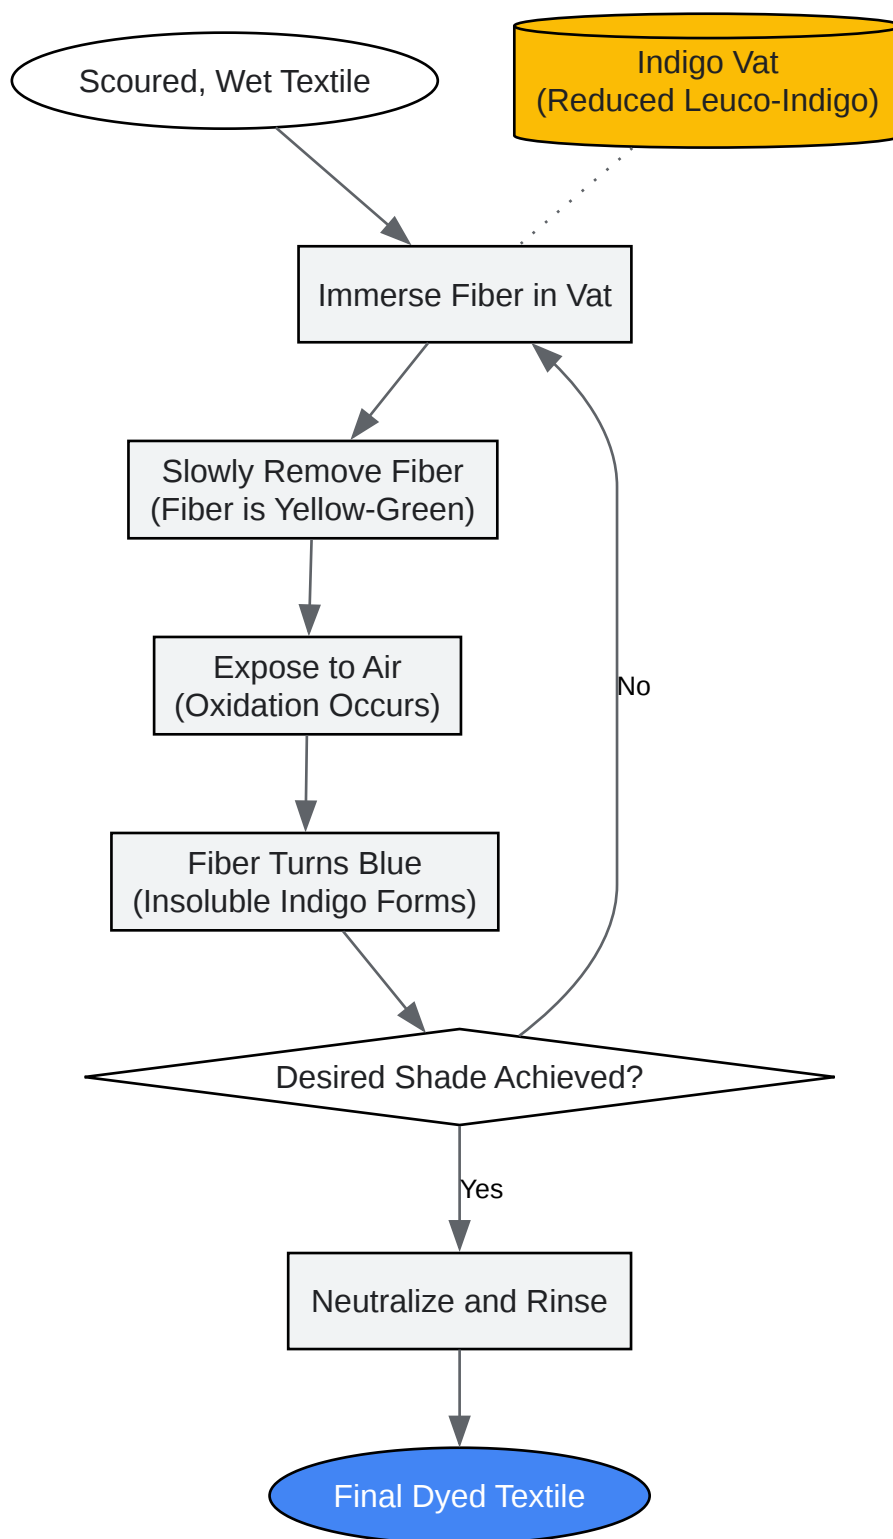 Scoured, Wet Textile
Indigo Vat
(Reduced Leuco-Indigo)
Immerse Fiber in Vat
Slowly Remove Fiber
(Fiber is Yellow-Green)
Expose to Air
(Oxidation Occurs)
No
Fiber Turns Blue
(Insoluble Indigo Forms)
Desired Shade Achieved?
Yes
Neutralize and Rinse
Final Dyed Textile